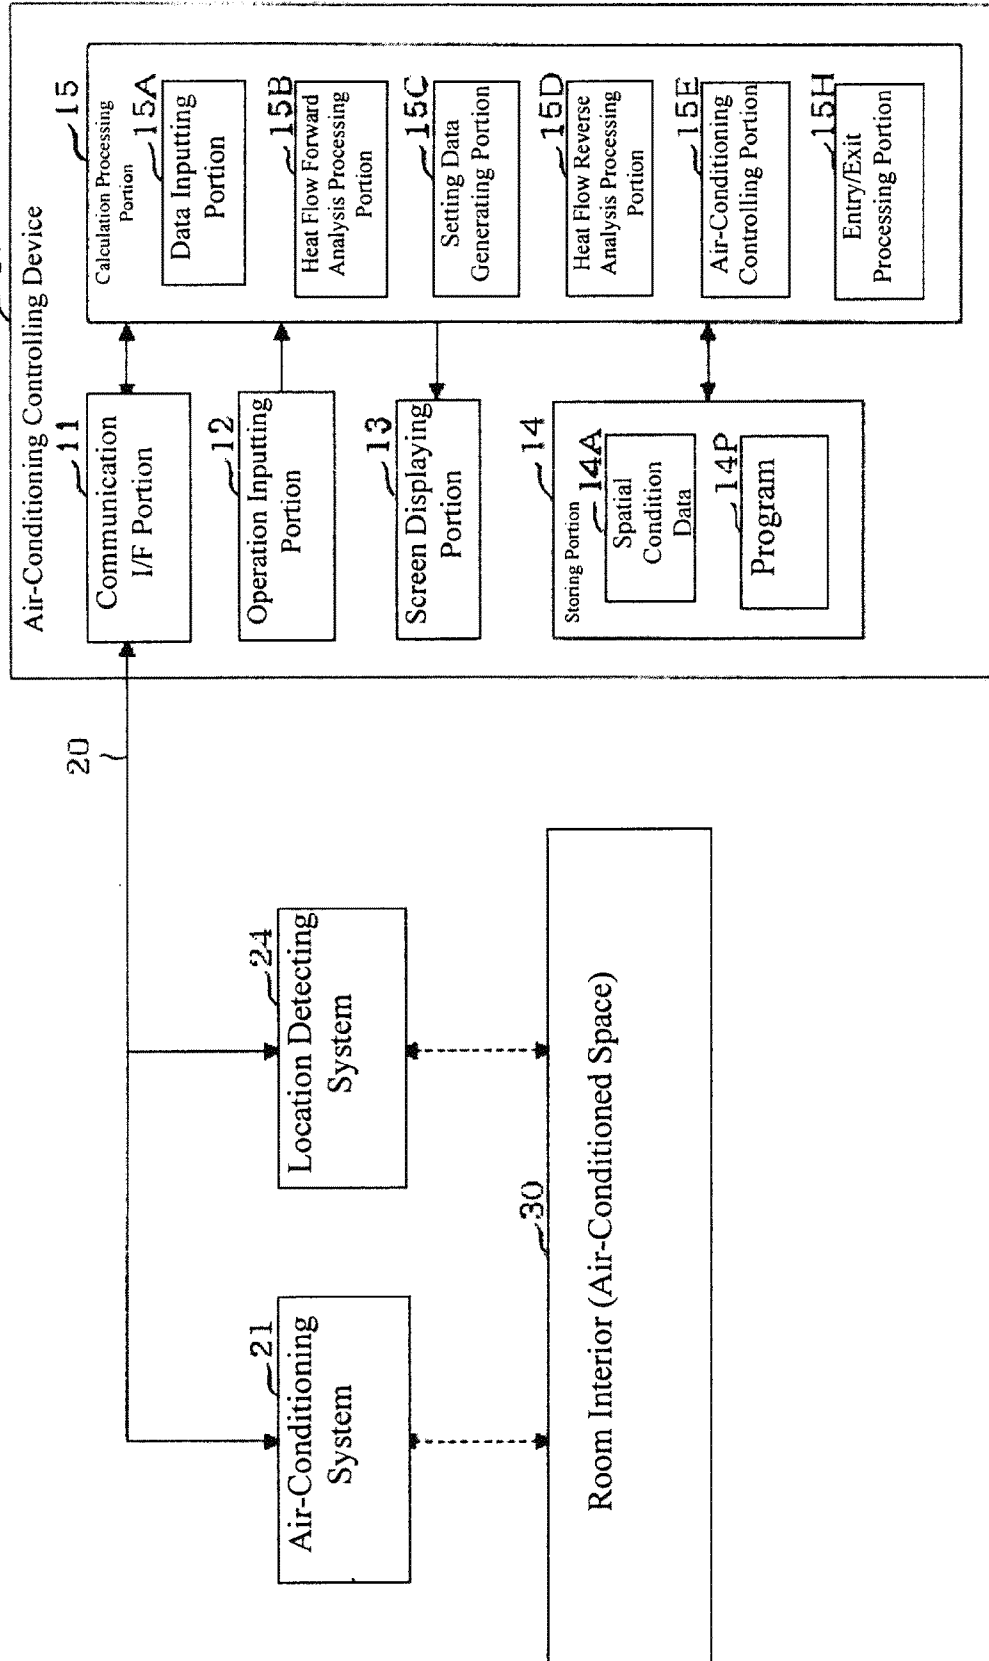 Air-Conditioning Controlling Device
11
Communication
I/F Portion
12
Operation Inputting
Portion
13
Screen Displaying
Portion
14
Storing Portion
14A
Spatial
Condition
Data
14P
Program
15
Calculation Processing
Portion
15A
Data Inputting
Portion
15B
Heat Flow Forward
Analysis Processing
Portion
15C
Setting Data
Generating Portion
15D
Heat Flow Reverse
Analysis Processing
Portion
15E
Air-Conditioning
Controlling Portion
15H
Entry/Exit
Processing Portion
20
21
Air-Conditioning
System
24
Location Detecting
System
30
Room Interior (Air-Conditioned Space)